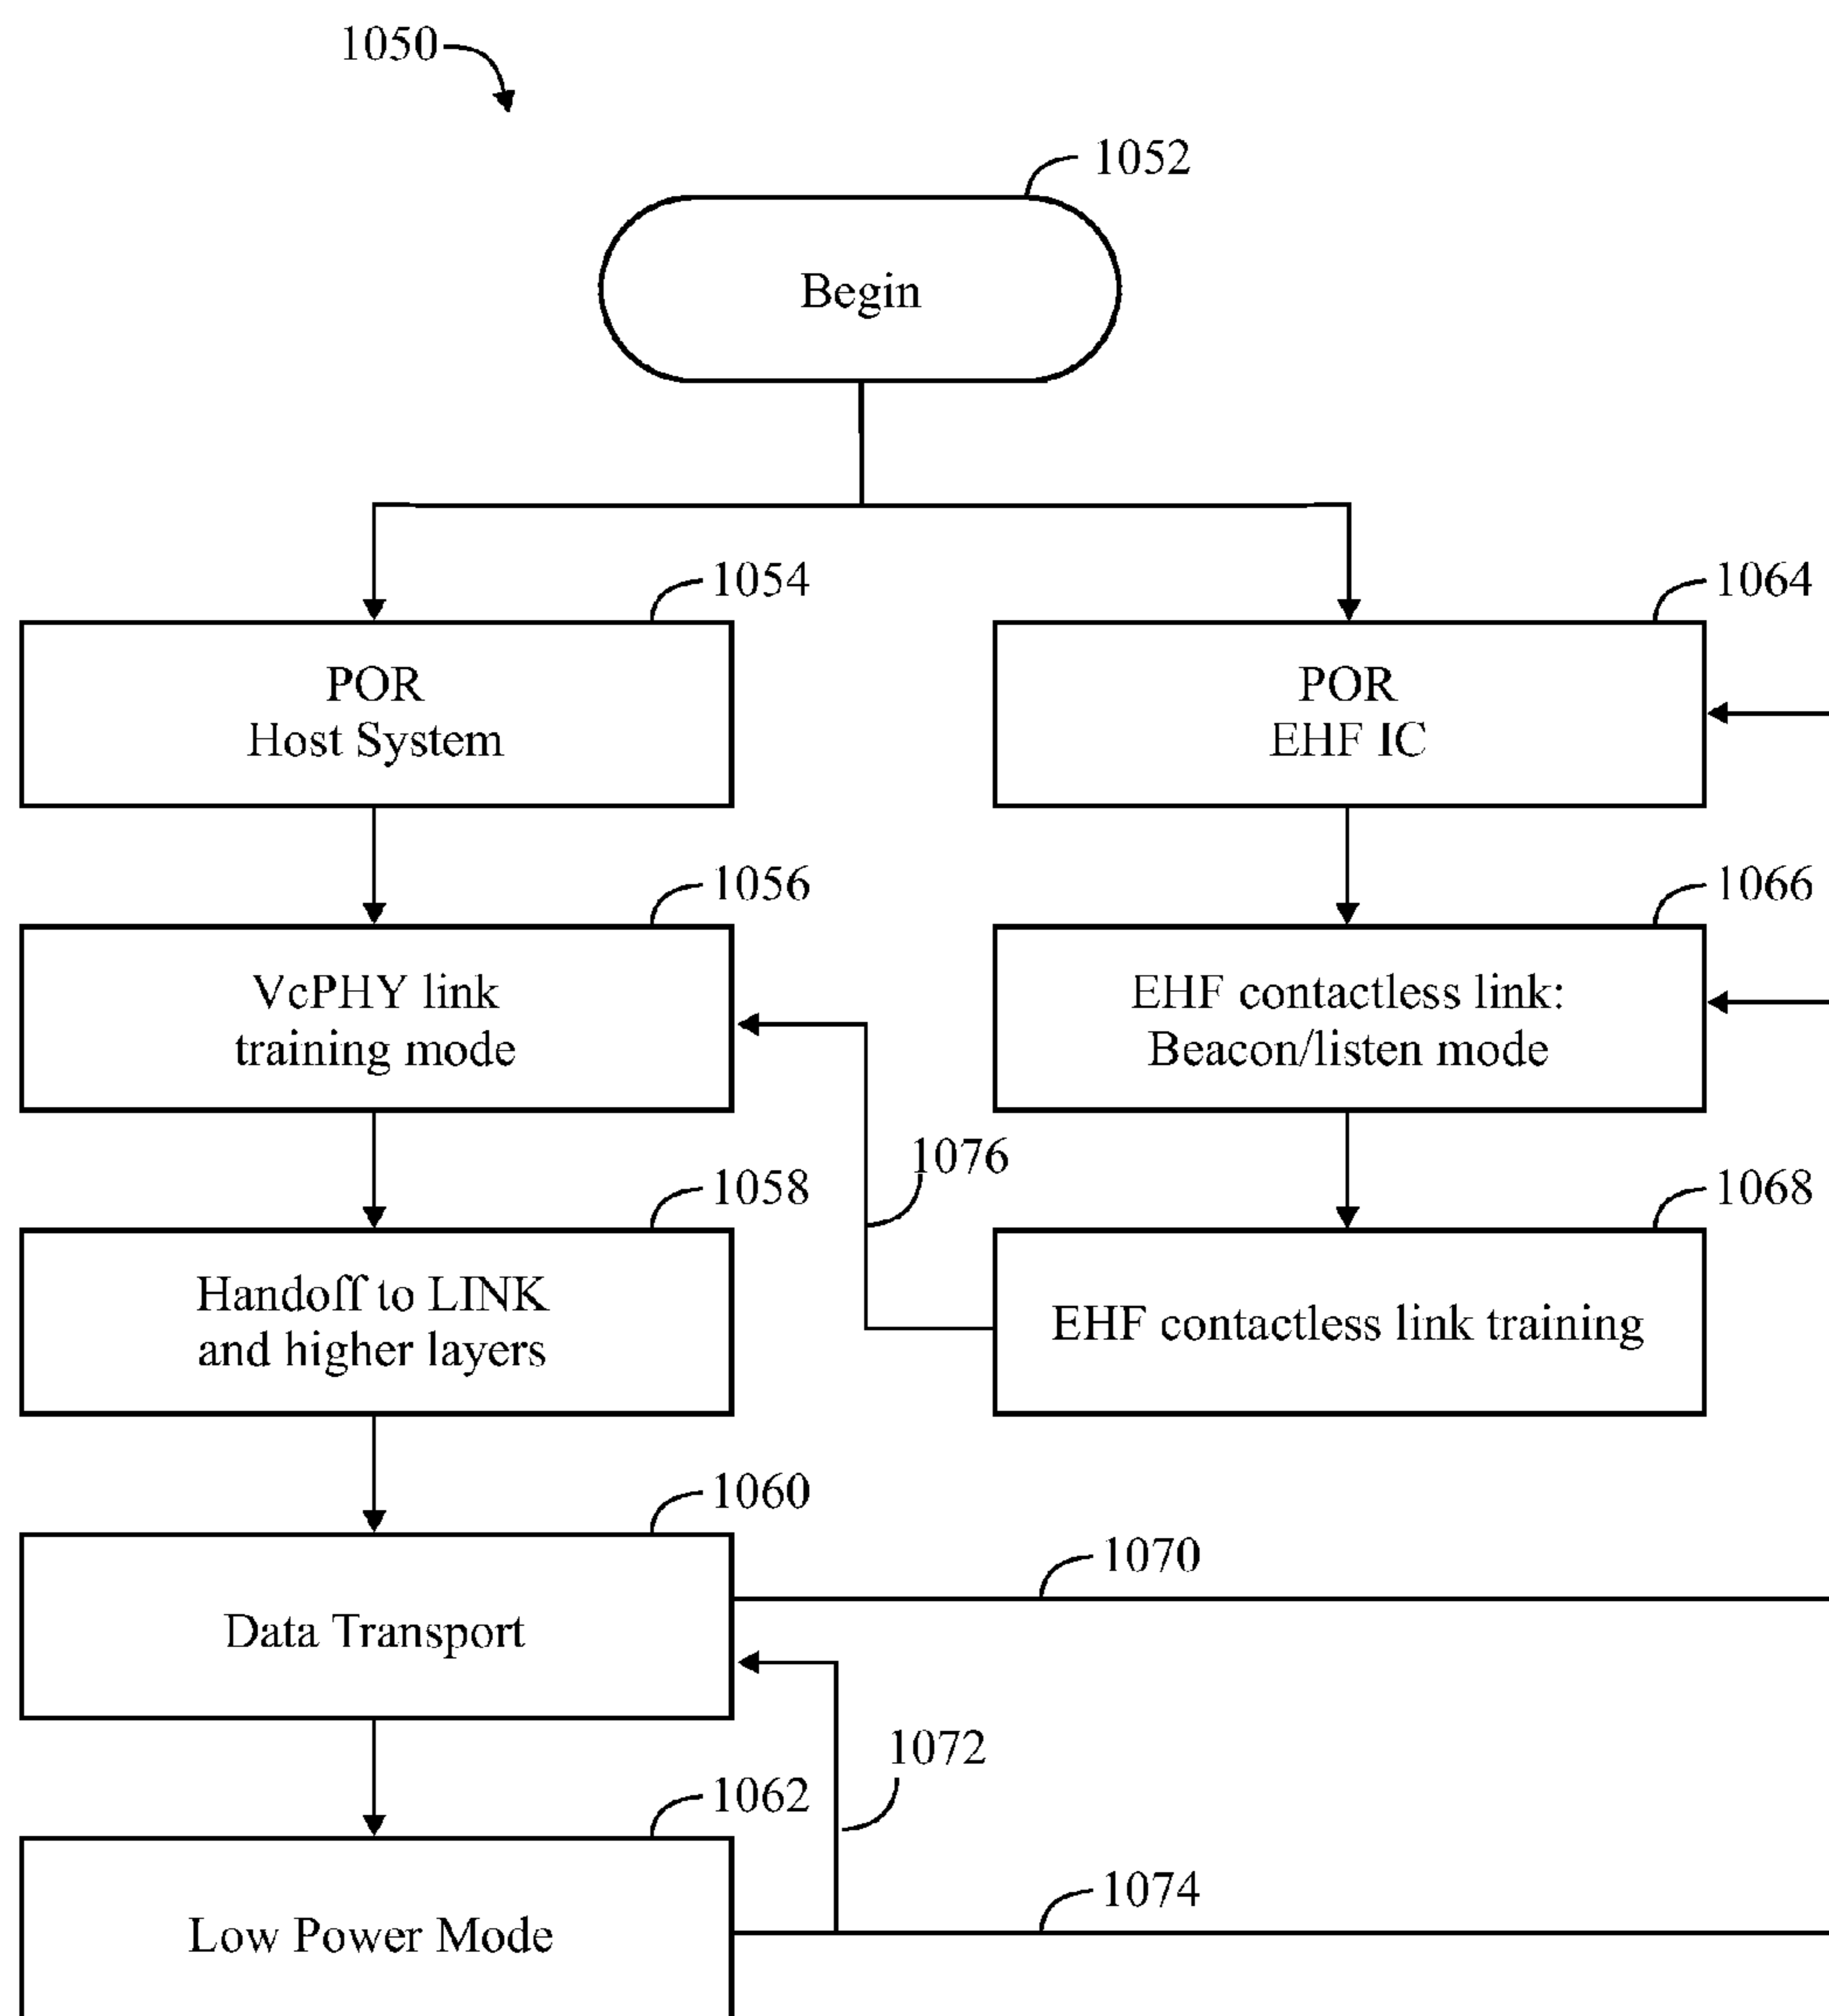 1050
1052
Begin
1054
POR
Host System
1064
POR
EHF IC
1056
VcPHY link
training mode
1066
EHF contactless link:
Beacon/listen mode
1076
1058
Handoff to LINK
and higher layers
1068
EHF contactless link training
1060
Data Transport
1070
1072
1062
Low Power Mode
1074